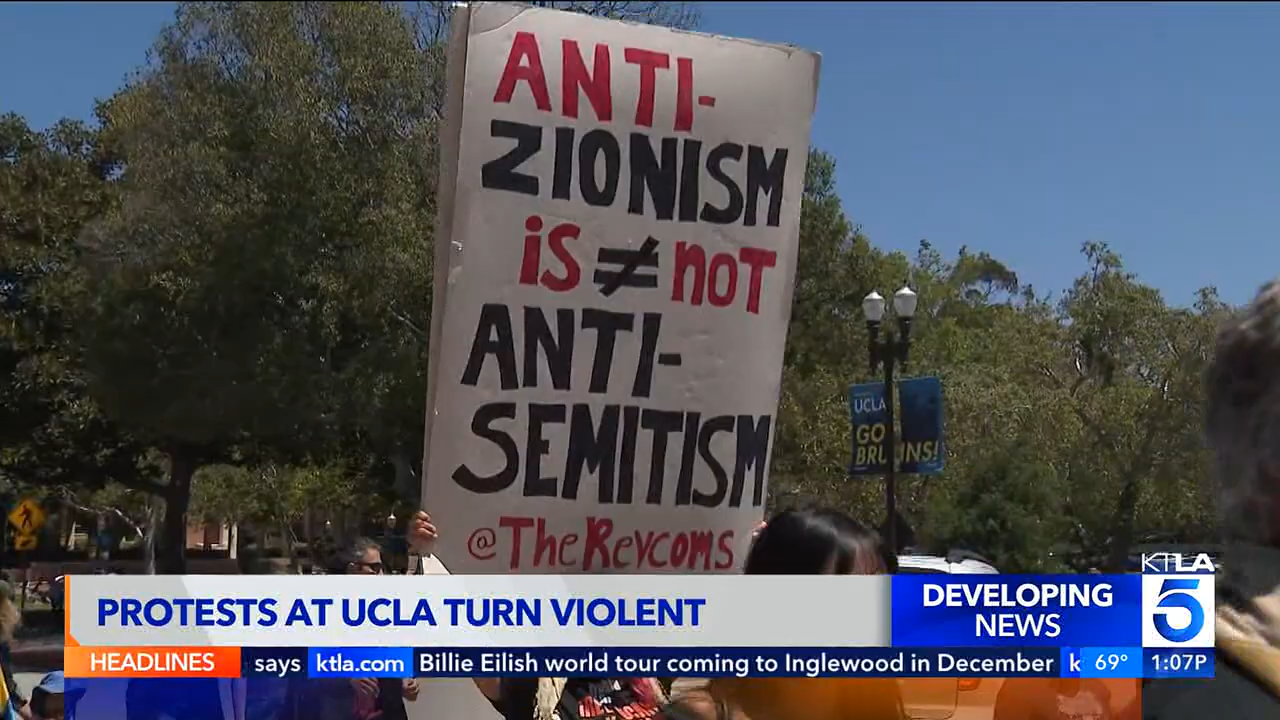 ANTI-
ZIONISM
is ≠ not
ANTI-
SEMITISM
@TheRevcoms
UCLA
GO
BRUINS!
PROTESTS AT UCLA TURN VIOLENT
DEVELOPING
NEWS
KTLA
5
HEADLINES
says ktla.com Billie Eilish world tour coming to Inglewood in December k
69° 1:07P